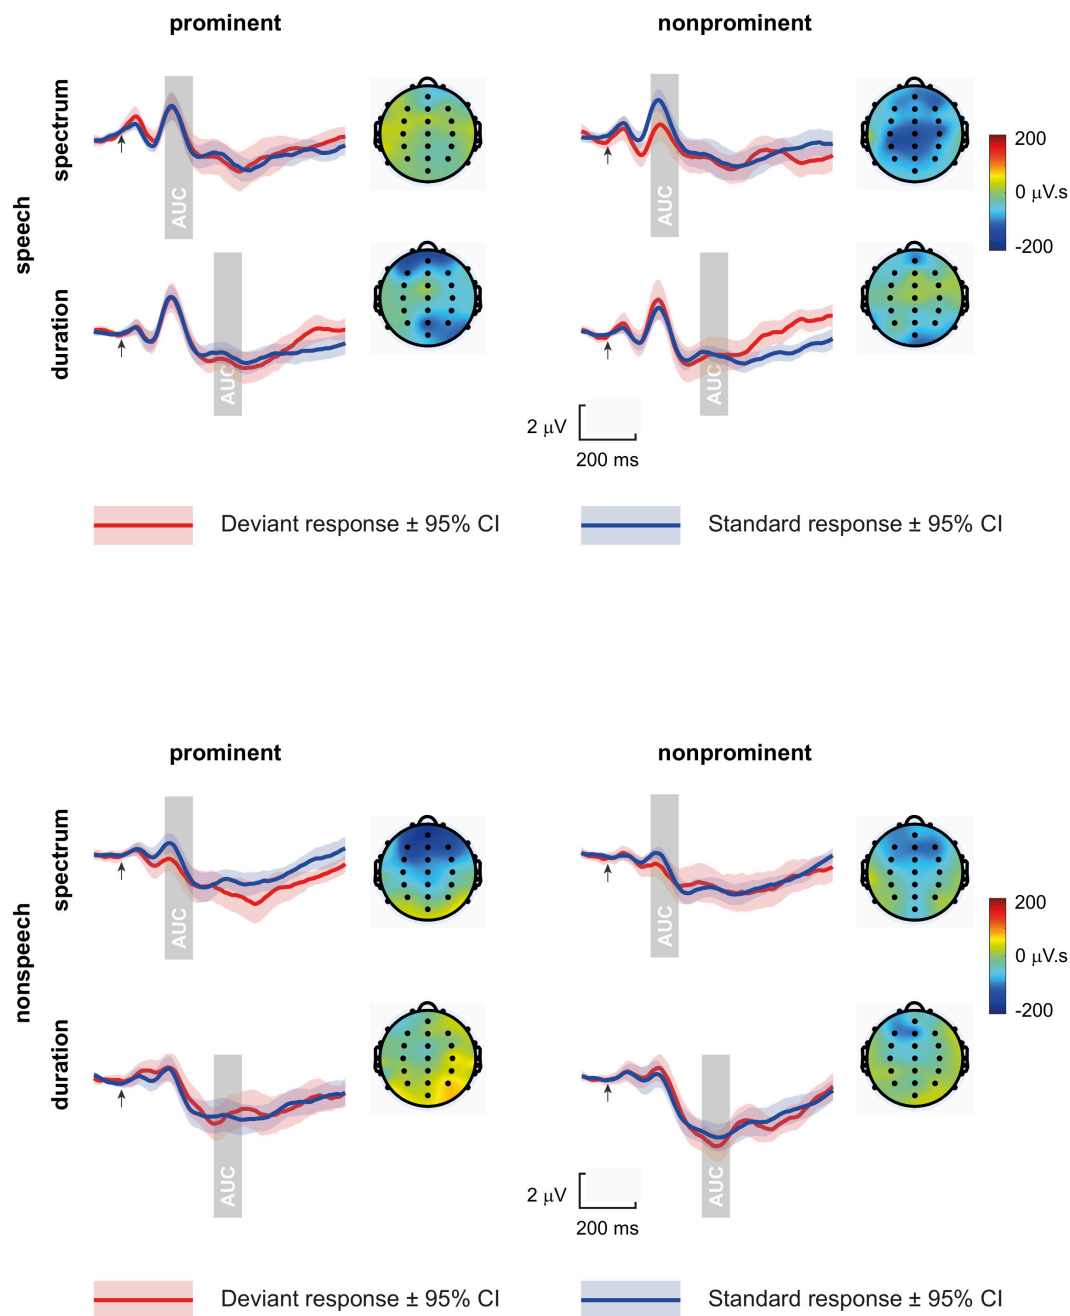 prominent
nonprominent
speech
spectrum
AUC
AUC
200
0 μV.s
-200
duration
AUC
AUC
2 μV
200 ms
Deviant response ± 95% CI
Standard response ± 95% CI
prominent
nonprominent
nonspeech
spectrum
AUC
AUC
200
0 μV.s
-200
duration
AUC
AUC
2 μV
200 ms
Deviant response ± 95% CI
Standard response ± 95% CI